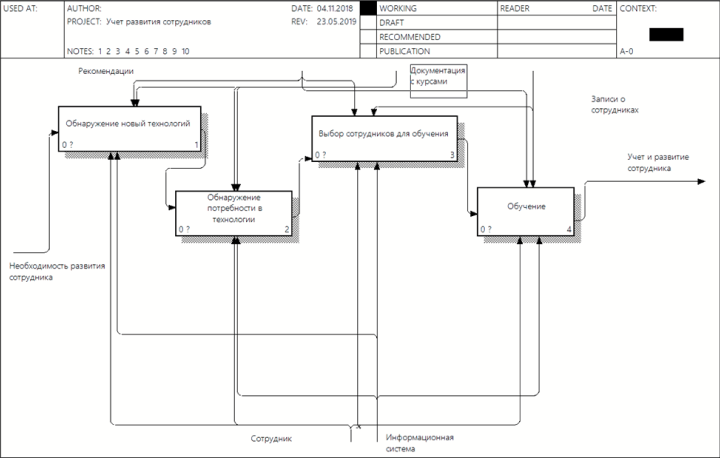 USED AT:
AUTHOR:
DATE: 04.11.2018
WORKING
READER
DATE
CONTEXT:
PROJECT: Учет развития сотрудников
REV: 23.05.2019
DRAFT
RECOMMENDED
NOTES: 1 2 3 4 5 6 7 8 9 10
PUBLICATION
A-0
Рекомендации
Документация
с курсами
Записи о
сотрудниках
Обнаружение новый технологий
0 ?
1
Выбор сотрудников для обучения
0 ?
3
Учет и развитие
сотрудника
Обнаружение
потребности в
технологии
0 ?
2
Обучение
0 ?
4
Необходимость развития
сотрудника
Сотрудник
Информационная
система